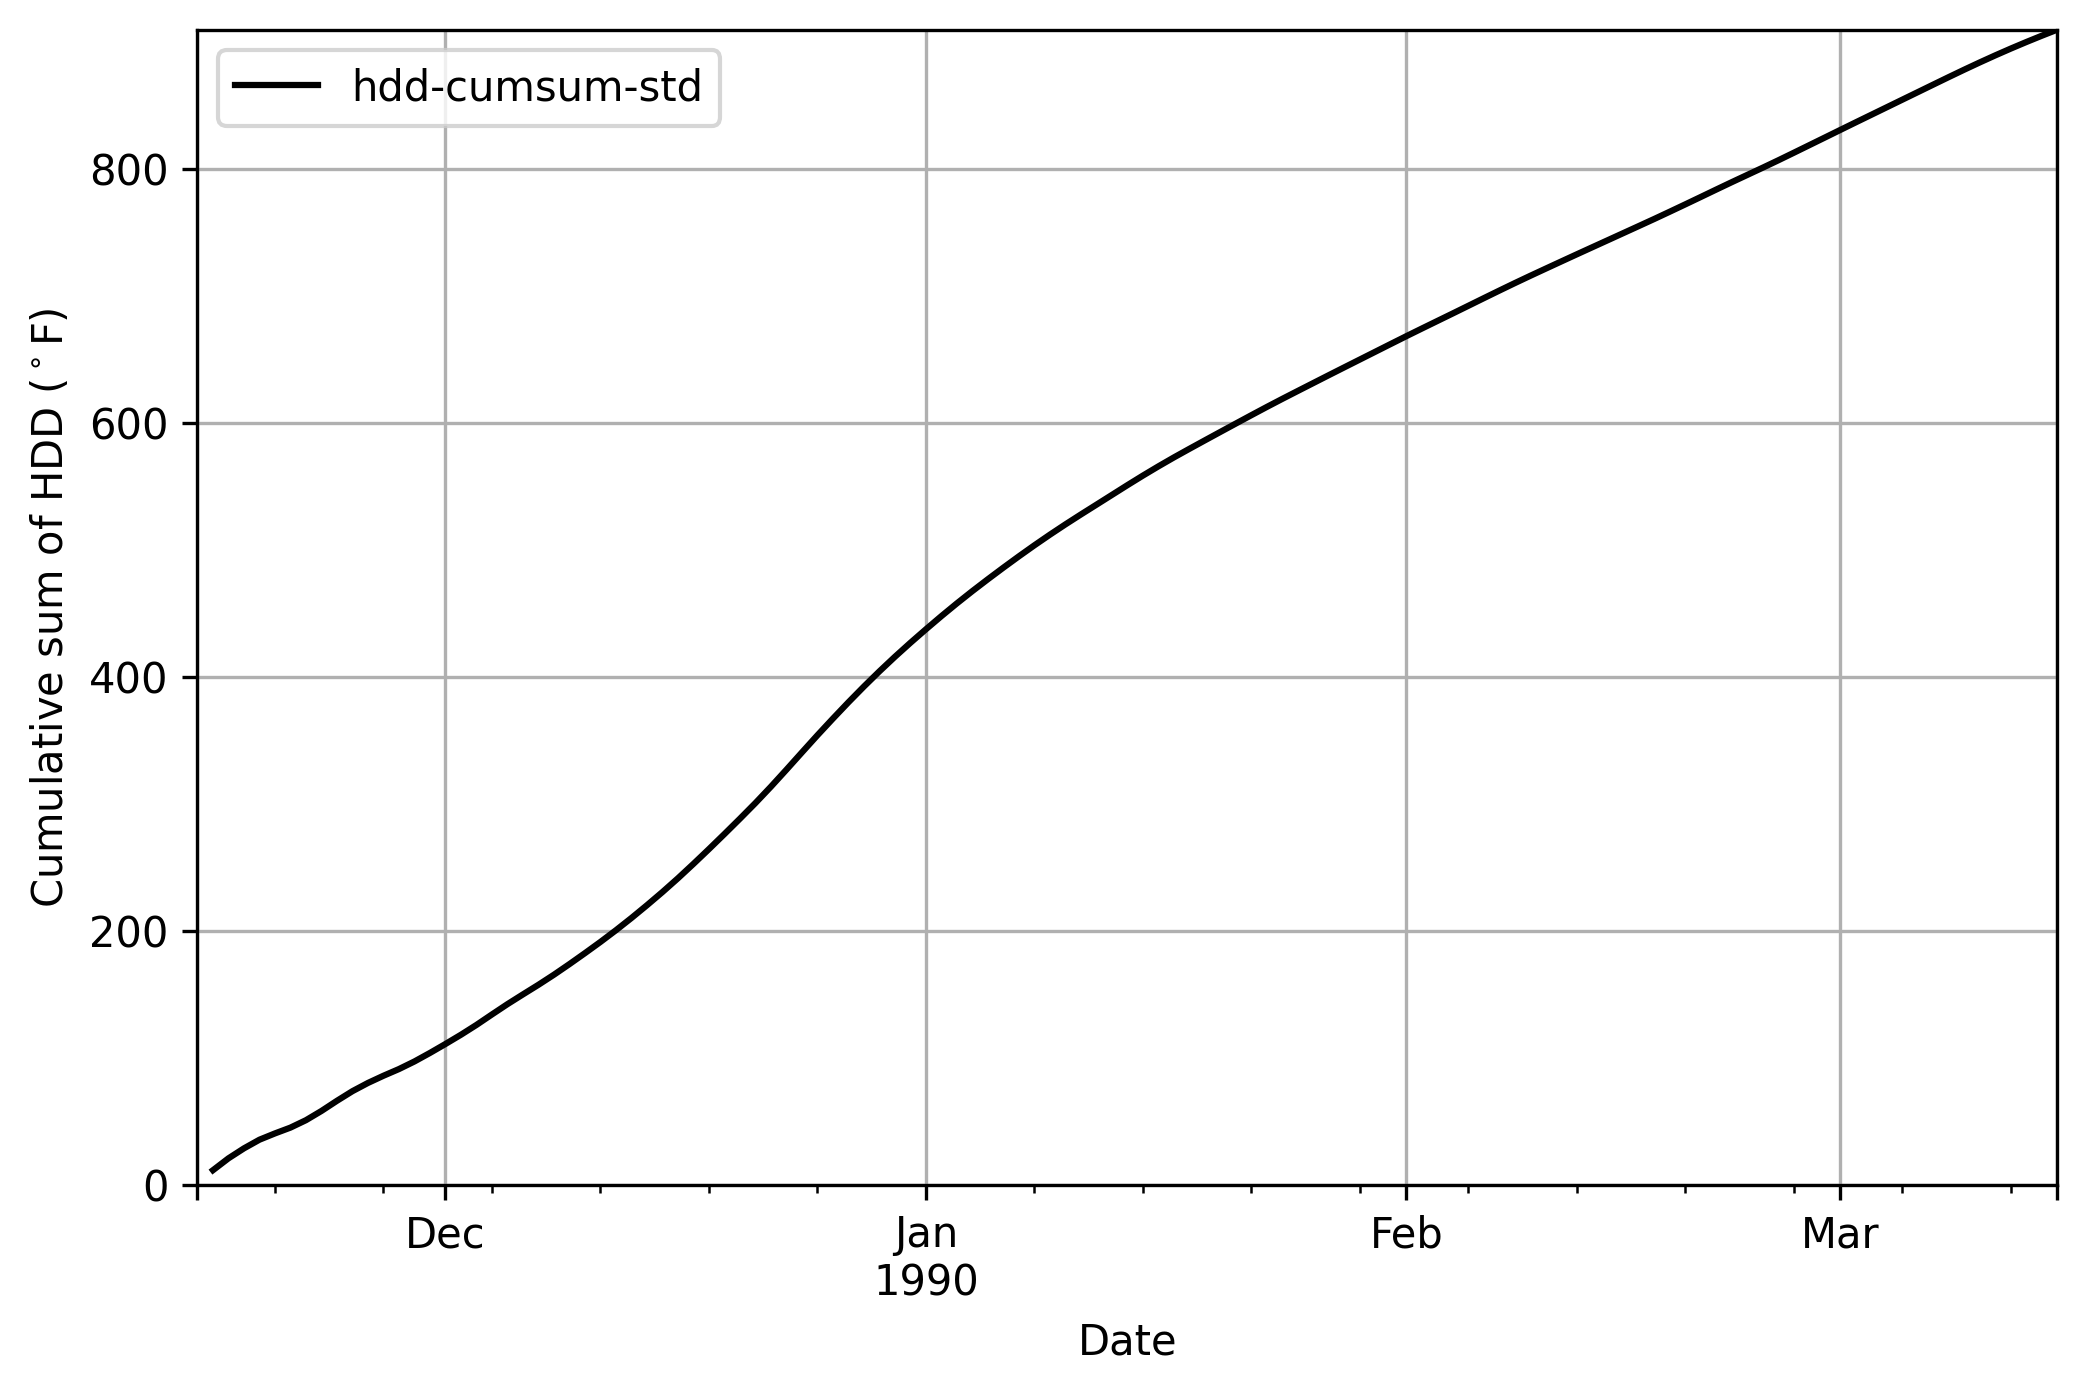 hdd-cumsum-std
Cumulative sum of HDD (°F)
800
600
400
200
0
Dec
Jan
1990
Feb
Mar
Date